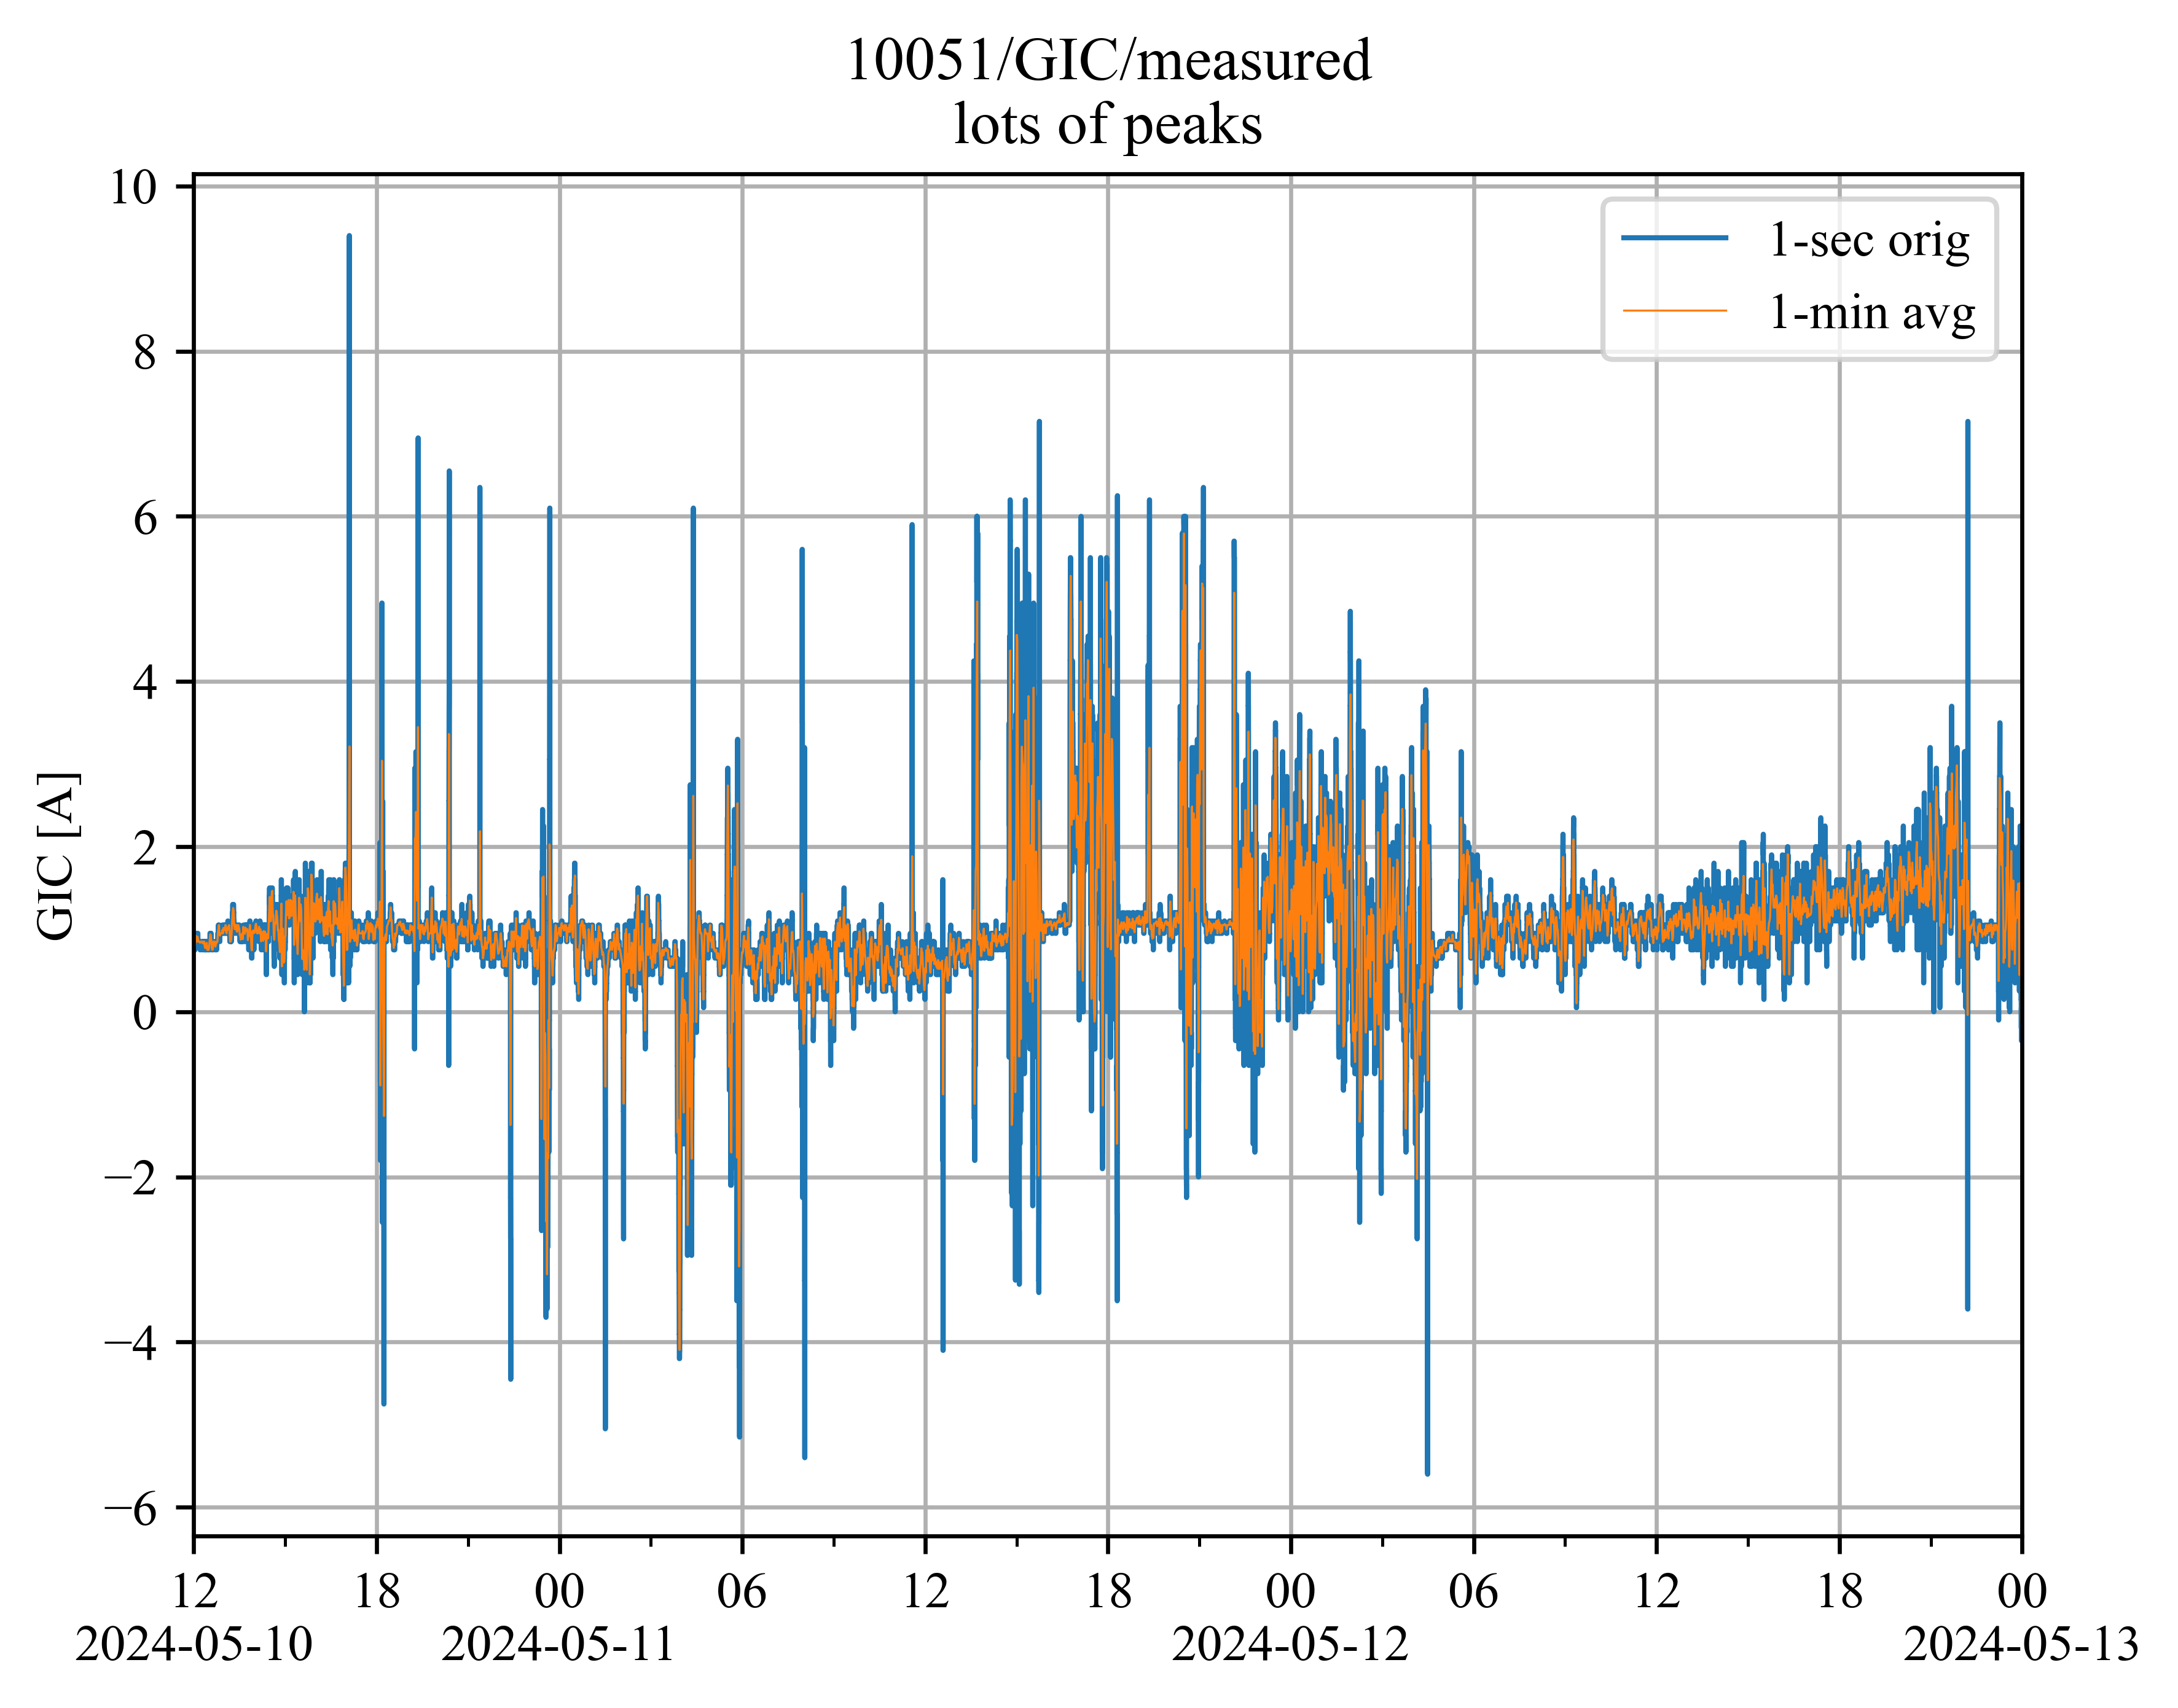 10051/GIC/measured
lots of peaks
1-sec orig
1-min avg
GIC [A]
10
8
6
4
2
0
−2
−4
−6
12 18 00 06 12 18 00 06 12 18 00
2024-05-10 2024-05-11 2024-05-12 2024-05-13